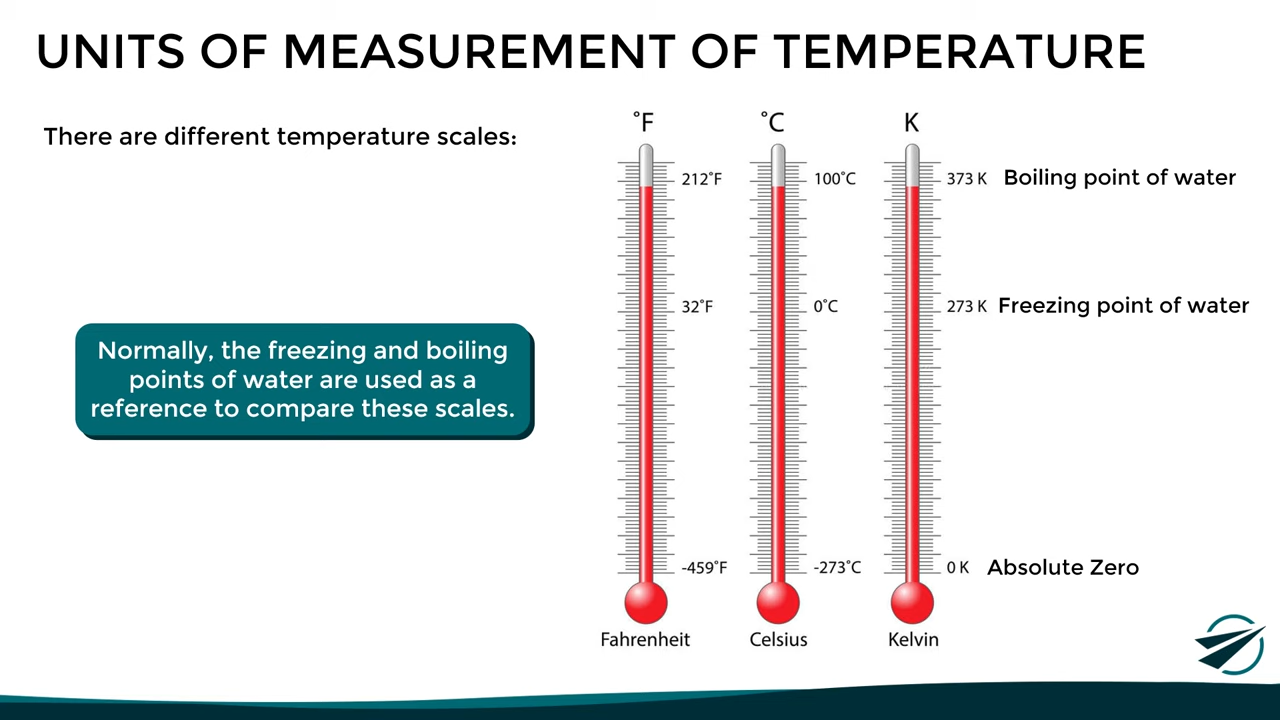 UNITS OF MEASUREMENT OF TEMPERATURE
There are different temperature scales:
Normally, the freezing and boiling
points of water are used as a
reference to compare these scales.
˚F ˚C K
212˚F 100˚C 373 K Boiling point of water
32˚F 0˚C 273 K Freezing point of water
-459˚F -273˚C 0 K Absolute Zero
Fahrenheit Celsius Kelvin